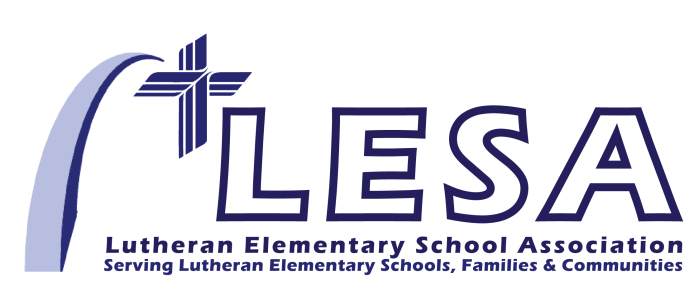 LESA
Lutheran Elementary School Association
Serving Lutheran Elementary Schools, Families & Communities